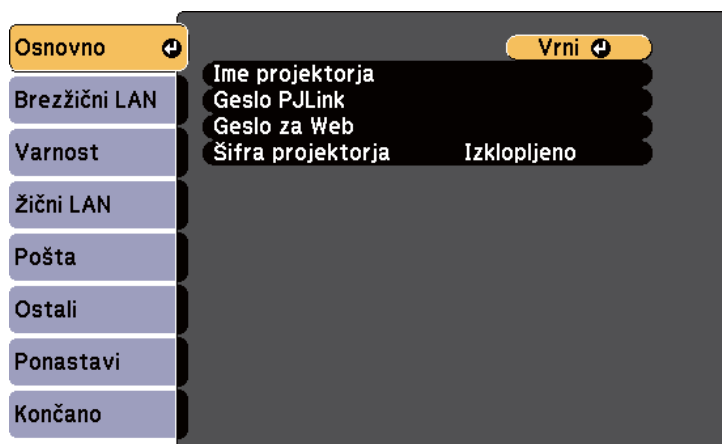 Osnovno
Brezžični LAN
Varnost
Žični LAN
Pošta
Ostali
Ponastavi
Končano
Vrni
Ime projektorja
Geslo PJLink
Geslo za Web
Šifra projektorja Izklopljeno